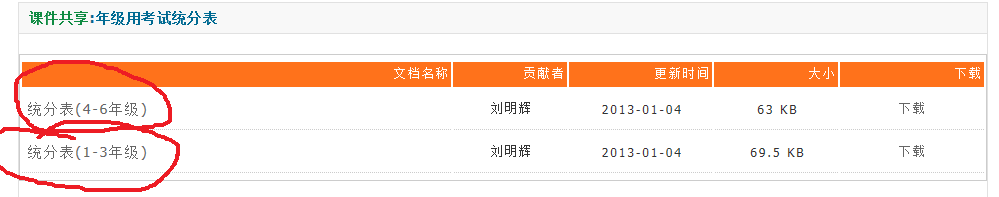 课件共享:年级用考试统分表
文档名称 贡献者 更新时间 大小 下载
统分表(4-6年级) 刘明辉 2013-01-04 63 KB 下载
统分表(1-3年级) 刘明辉 2013-01-04 69.5 KB 下载